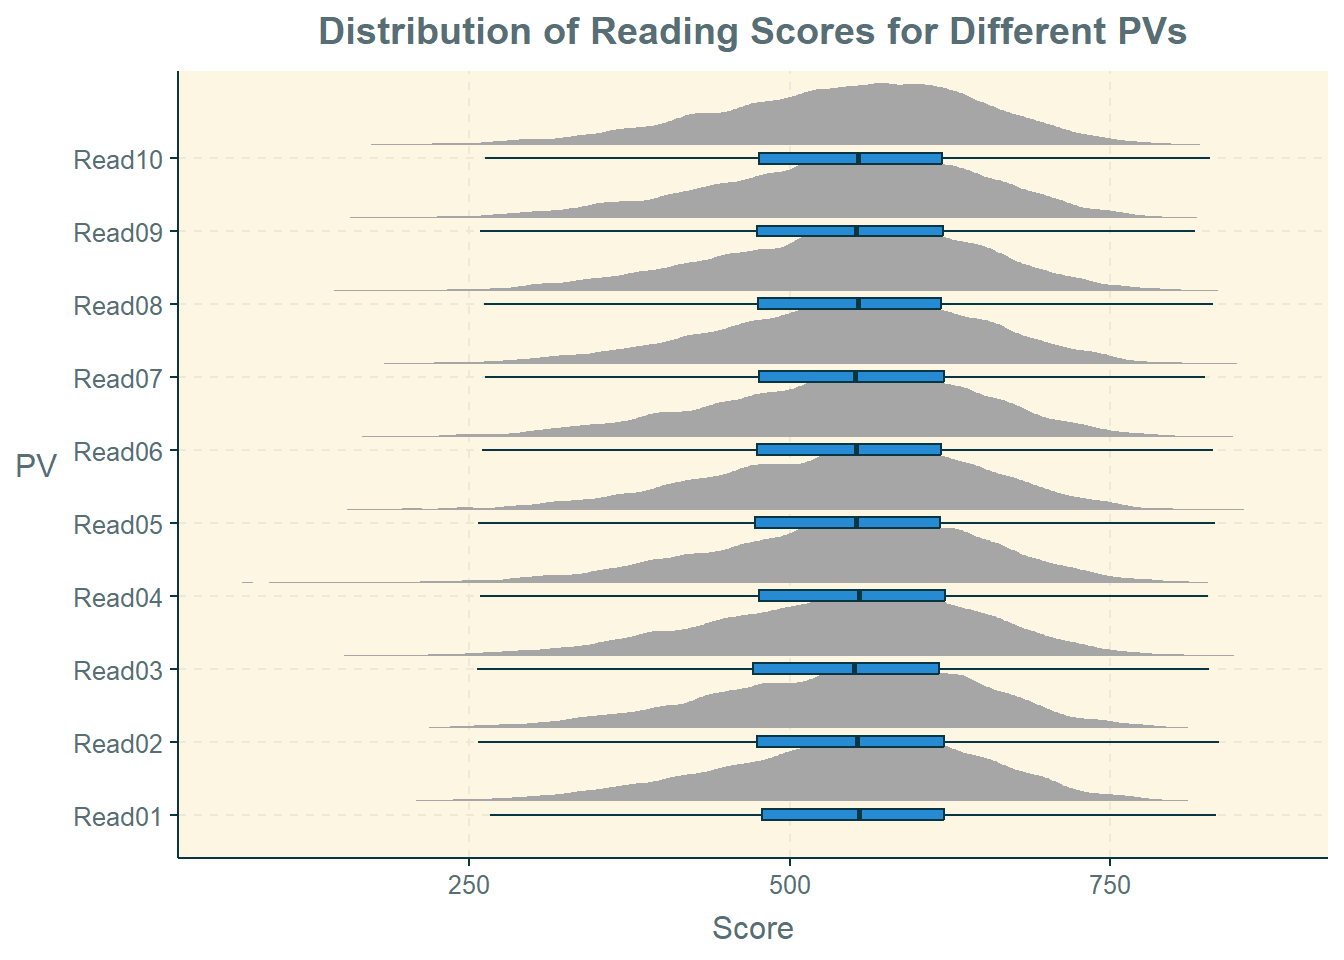 Distribution of Reading Scores for Different PVs
Read10
Read09
Read08
Read07
Read06
PV
Read05
Read04
Read03
Read02
Read01
250 500 750
Score